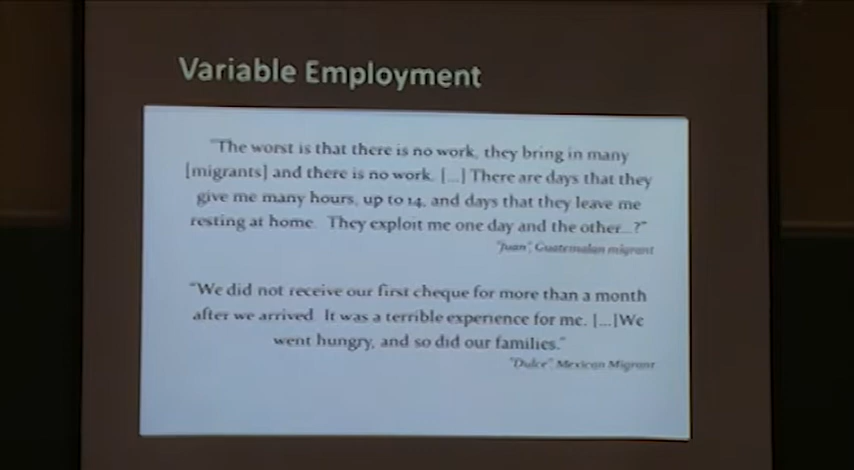 Variable Employment
"The worst is that there is no work, they bring in many
[migrants] and there is no work. [...] There are days that they
give me many hours, up to 14, and days that they leave me
resting at home. They exploit me one day and the other...?"
"Juan", Guatemalan migrant
"We did not receive our first cheque for more than a month
after we arrived. It was a terrible experience for me. [...]We
went hungry, and so did our families."
"Dulce", Mexican Migrant